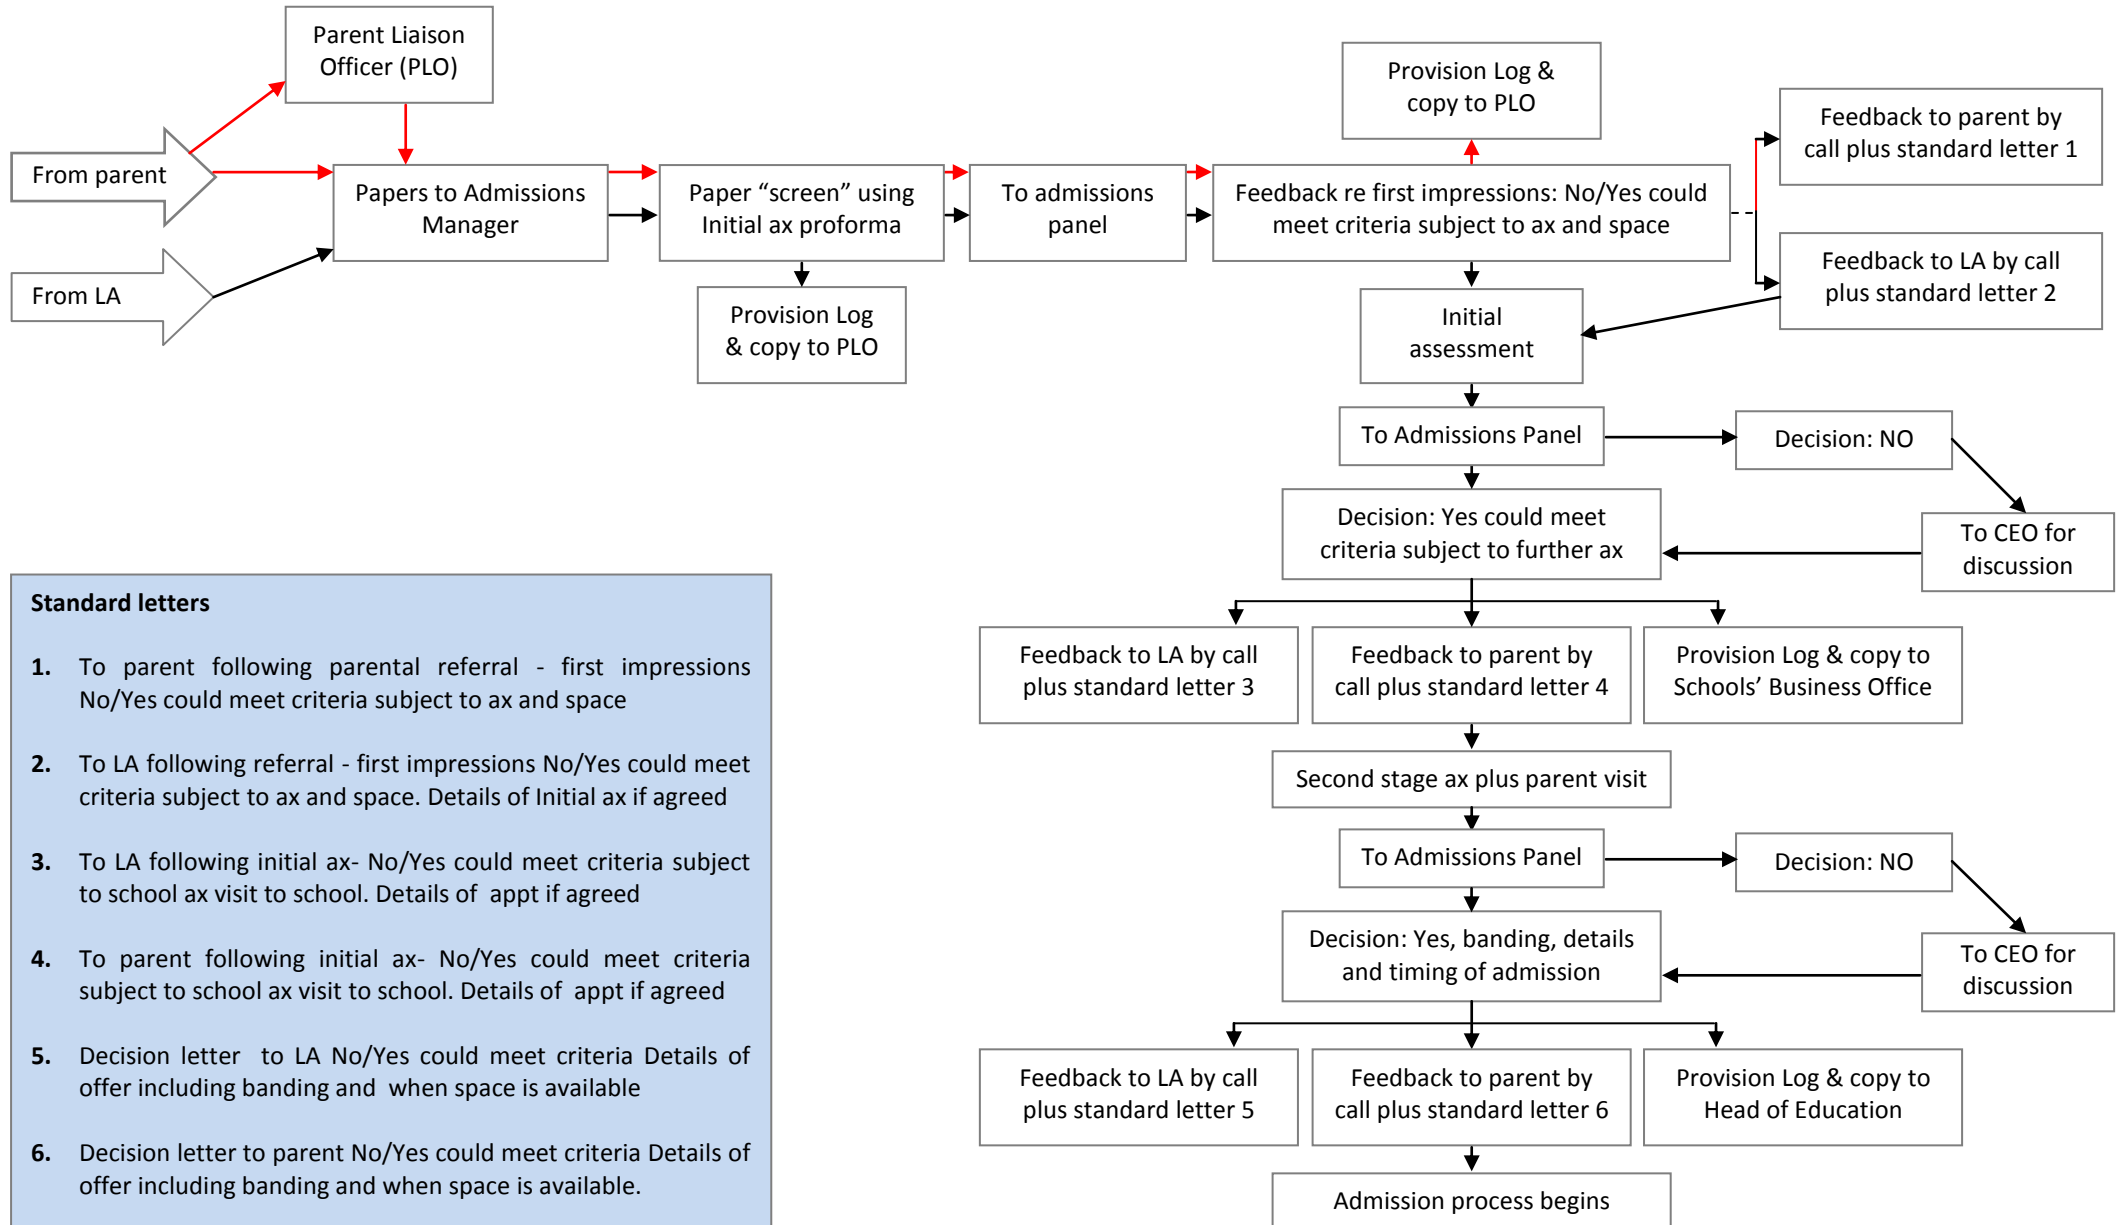 Parent Liaison
Officer (PLO)
From parent
From LA
Papers to Admissions
Manager
Paper “screen” using
Initial ax proforma
Provision Log
& copy to PLO
To admissions
panel
Provision Log &
copy to PLO
Feedback re first impressions: No/Yes could
meet criteria subject to ax and space
Feedback to parent by
call plus standard letter 1
Feedback to LA by call
plus standard letter 2
Initial
assessment
To Admissions Panel
Decision: NO
Decision: Yes could meet
criteria subject to further ax
To CEO for
discussion
Feedback to LA by call
plus standard letter 3
Feedback to parent by
call plus standard letter 4
Provision Log & copy to
Schools’ Business Office
Second stage ax plus parent visit
To Admissions Panel
Decision: NO
Decision: Yes, banding, details
and timing of admission
To CEO for
discussion
Feedback to LA by call
plus standard letter 5
Feedback to parent by
call plus standard letter 6
Provision Log & copy to
Head of Education
Admission process begins
Standard letters
1. To parent following parental referral - first impressions
No/Yes could meet criteria subject to ax and space
2. To LA following referral - first impressions No/Yes could meet
criteria subject to ax and space. Details of Initial ax if agreed
3. To LA following initial ax- No/Yes could meet criteria subject
to school ax visit to school. Details of appt if agreed
4. To parent following initial ax- No/Yes could meet criteria
subject to school ax visit to school. Details of appt if agreed
5. Decision letter to LA No/Yes could meet criteria Details of
offer including banding and when space is available
6. Decision letter to parent No/Yes could meet criteria Details of
offer including banding and when space is available.